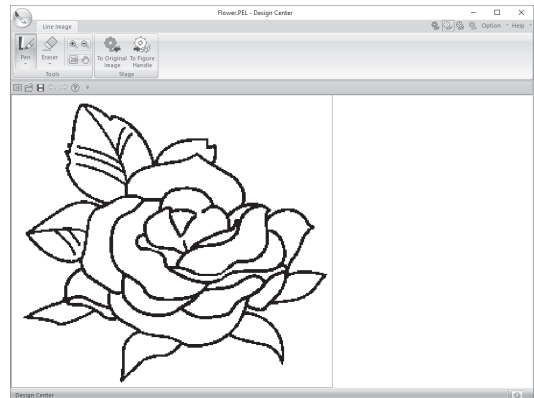 Flower.PEL - Design Center
Line Image
Option
Help
Pen
Eraser
To Original Image
To Figure Handle
Tools
Stage
Design Center